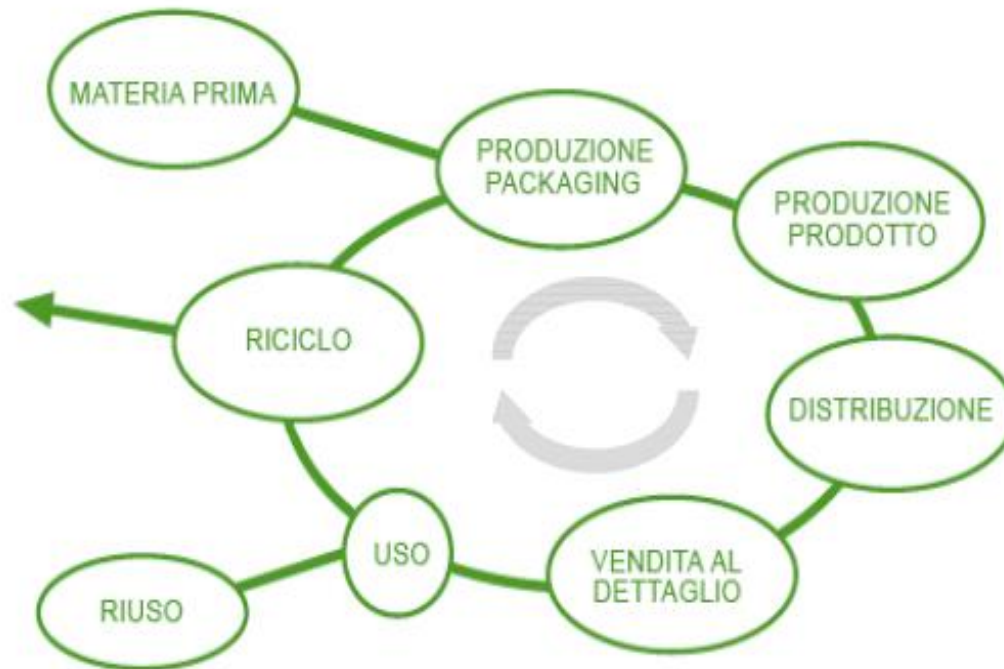 MATERIA PRIMA
PRODUZIONE
PACKAGING
PRODUZIONE
PRODOTTO
RICICLO
DISTRIBUZIONE
USO
VENDITA AL
DETTAGLIO
RIUSO